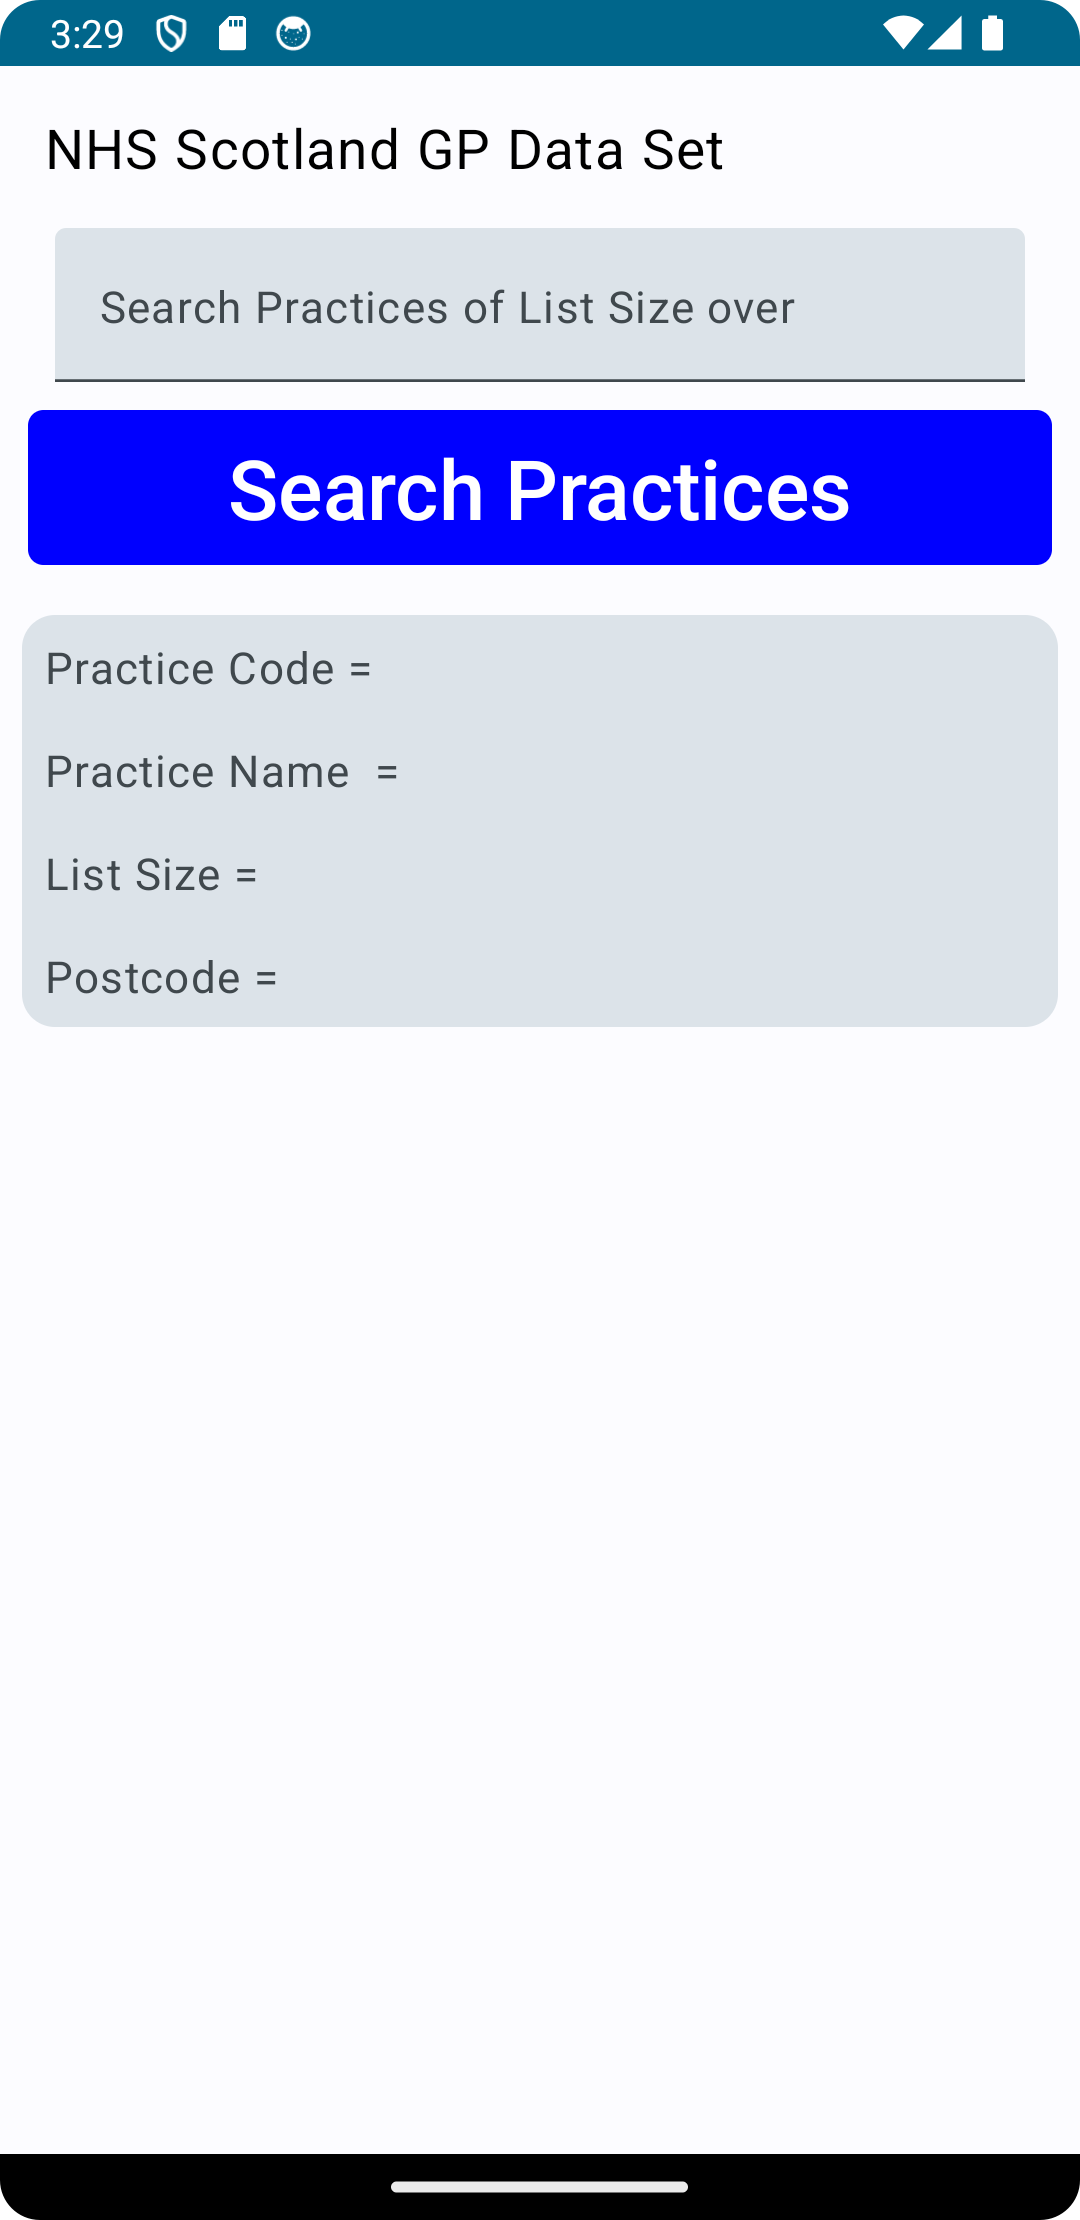 3:29
NHS Scotland GP Data Set
Search Practices of List Size over
Search Practices
Practice Code =
Practice Name  =
List Size =
Postcode =